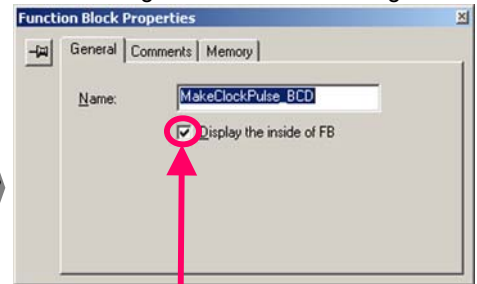 Function Block Properties
General Comments Memory
Name: MakeClockPulse_BCD
Display the inside of FB